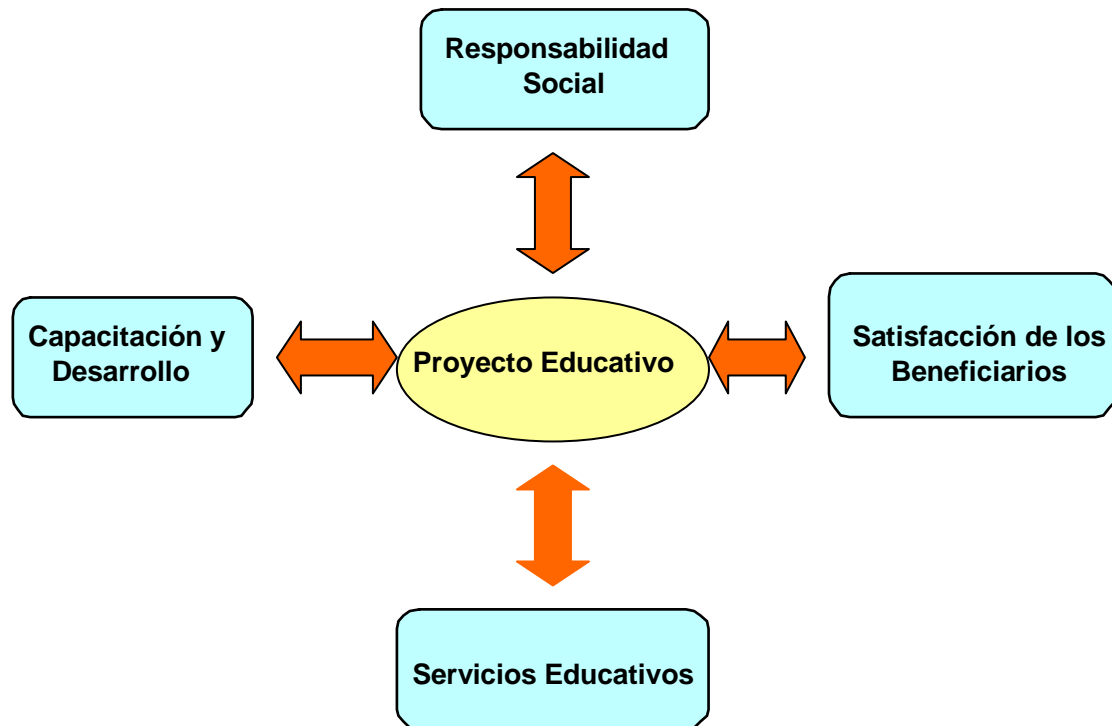 Responsabilidad
Social
Capacitación y
Desarrollo
Proyecto Educativo
Satisfacción de los
Beneficiarios
Servicios Educativos